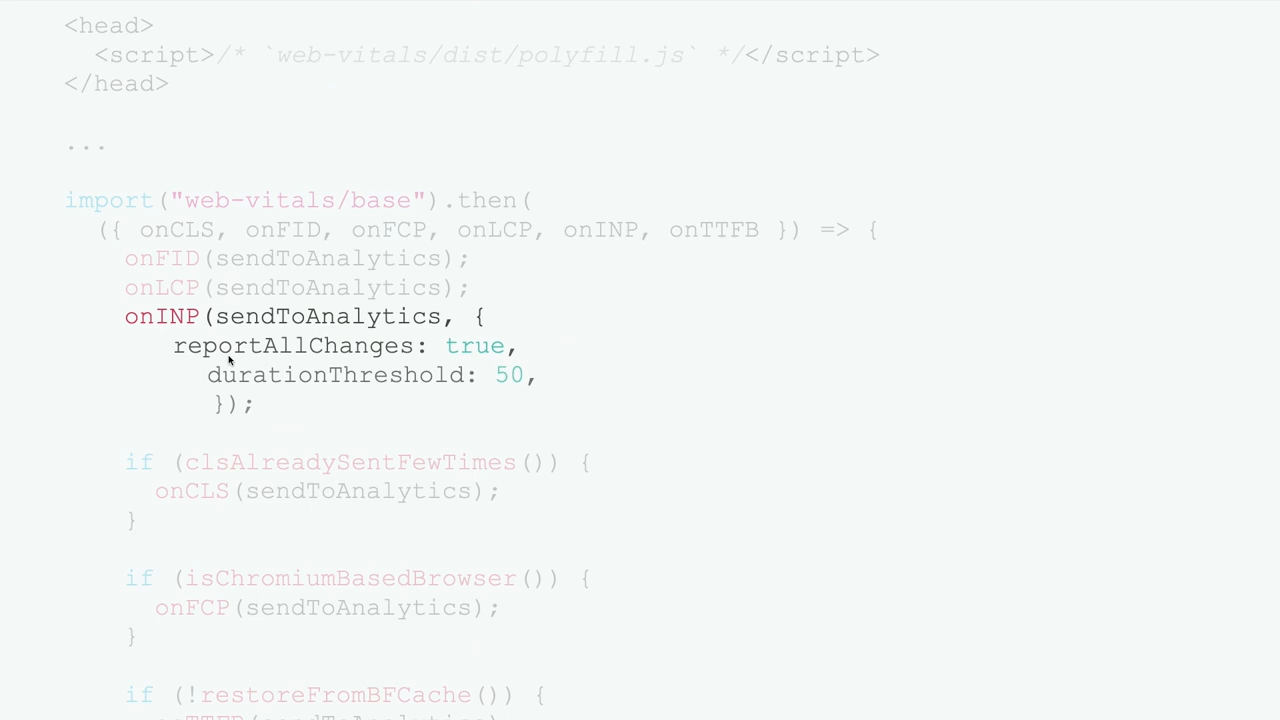 <head>
<script>/* `web-vitals/dist/polyfill.js` */</script>
</head>
...
import("web-vitals/base").then(
({ onCLS, onFID, onFCP, onLCP, onINP, onTTFB }) => {
onFID(sendToAnalytics);
onLCP(sendToAnalytics);
onINP(sendToAnalytics, {
reportAllChanges: true,
durationThreshold: 50,
});
if (clsAlreadySentFewTimes()) {
onCLS(sendToAnalytics);
}
if (isChromiumBasedBrowser()) {
onFCP(sendToAnalytics);
}
if (!restoreFromBFCache()) {
onTTFB(sendToAnalytics)